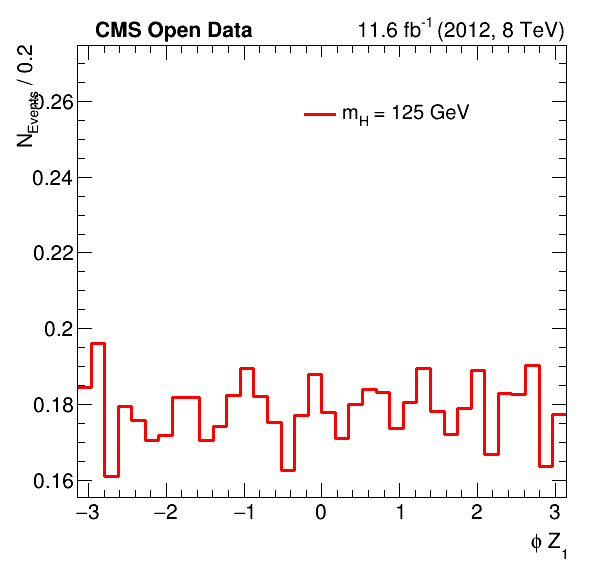 CMS Open Data 11.6 fb-1 (2012, 8 TeV)
NEvents / 0.2
mH = 125 GeV
0.26
0.24
0.22
0.2
0.18
0.16
−3 −2 −1 0 1 2 3
ϕ Z1